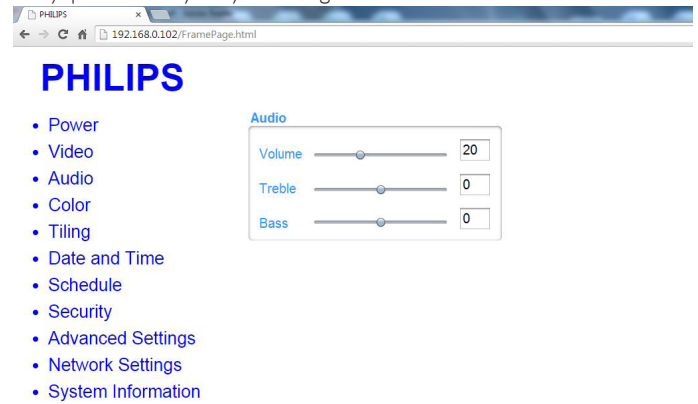 PHILIPS
192.168.0.102/FramePage.html
PHILIPS
• Power
• Video
• Audio
• Color
• Tiling
• Date and Time
• Schedule
• Security
• Advanced Settings
• Network Settings
• System Information
Audio
Volume 20
Treble 0
Bass 0